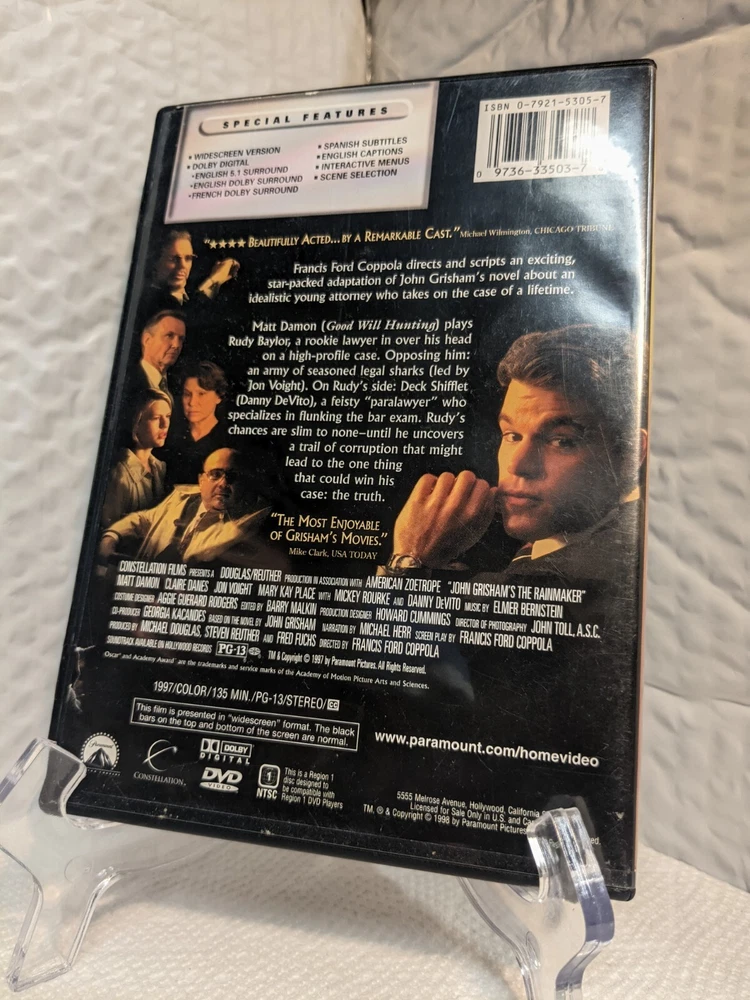 SPECIAL FEATURES
• WIDESCREEN VERSION
• DOLBY DIGITAL
•ENGLISH 5.1 SURROUND
•ENGLISH DOLBY SURROUND
•FRENCH DOLBY SURROUND
• SPANISH SUBTITLES
• ENGLISH CAPTIONS
• INTERACTIVE MENUS
• SCENE SELECTION
ISBN 0-7921-5305-7
0 9736-33503-7
"★★★★ BEAUTIFULLY ACTED... BY A REMARKABLE CAST." Michael Wilmington, CHICAGO TRIBUNE
Francis Ford Coppola directs and scripts an exciting,
star-packed adaptation of John Grisham's novel about an
idealistic young attorney who takes on the case of a lifetime.
Matt Damon (Good Will Hunting) plays
Rudy Baylor, a rookie lawyer in over his head
on a high-profile case. Opposing him:
an army of seasoned legal sharks (led by
Jon Voight). On Rudy's side: Deck Shifflet
(Danny DeVito), a feisty "paralawyer" who
specializes in flunking the bar exam. Rudy's
chances are slim to none–until he uncovers
a trail of corruption that might
lead to the one thing
that could win his
case: the truth.
"THE MOST ENJOYABLE
OF GRISHAM'S MOVIES."
Mike Clark, USA TODAY
CONSTELLATION FILMS PRESENTS A DOUGLAS/REUTHER PRODUCTION IN ASSOCIATION WITH AMERICAN ZOETROPE "JOHN GRISHAM'S THE RAINMAKER"
MATT DAMON CLAIRE DANES JON VOIGHT MARY KAY PLACE WITH MICKEY ROURKE AND DANNY DeVITO MUSIC BY ELMER BERNSTEIN
COSTUME DESIGNER AGGIE GUERARD RODGERS EDITED BY BARRY MALKIN PRODUCTION DESIGNER HOWARD CUMMINGS DIRECTOR OF PHOTOGRAPHY JOHN TOLL, A.S.C.
CO-PRODUCER GEORGIA KACANDES BASED ON THE NOVEL BY JOHN GRISHAM NARRATION BY MICHAEL HERR SCREEN PLAY BY FRANCIS FORD COPPOLA
PRODUCED BY MICHAEL DOUGLAS, STEVEN REUTHER AND FRED FUCHS DIRECTED BY FRANCIS FORD COPPOLA
SOUNDTRACK AVAILABLE ON HOLLYWOOD RECORDS PG-13 TM & Copyright © 1997 by Paramount Pictures. All Rights Reserved.
Oscar® and Academy Award® are the trademarks and service marks of the Academy of Motion Picture Arts and Sciences.
1997/COLOR/135 MIN./PG-13/STEREO/CC
This film is presented in "widescreen" format. The black
bars on the top and bottom of the screen are normal.
www.paramount.com/homevideo
Paramount
CONSTELLATION
DOLBY
DIGITAL
DVD
VIDEO
1
NTSC
This is a Region 1
disc designed to
be compatible with
Region 1 DVD Players
5555 Melrose Avenue, Hollywood, California
Licensed for Sale Only in U.S. and
TM, ® & Copyright © 1998 by Paramount Pictures